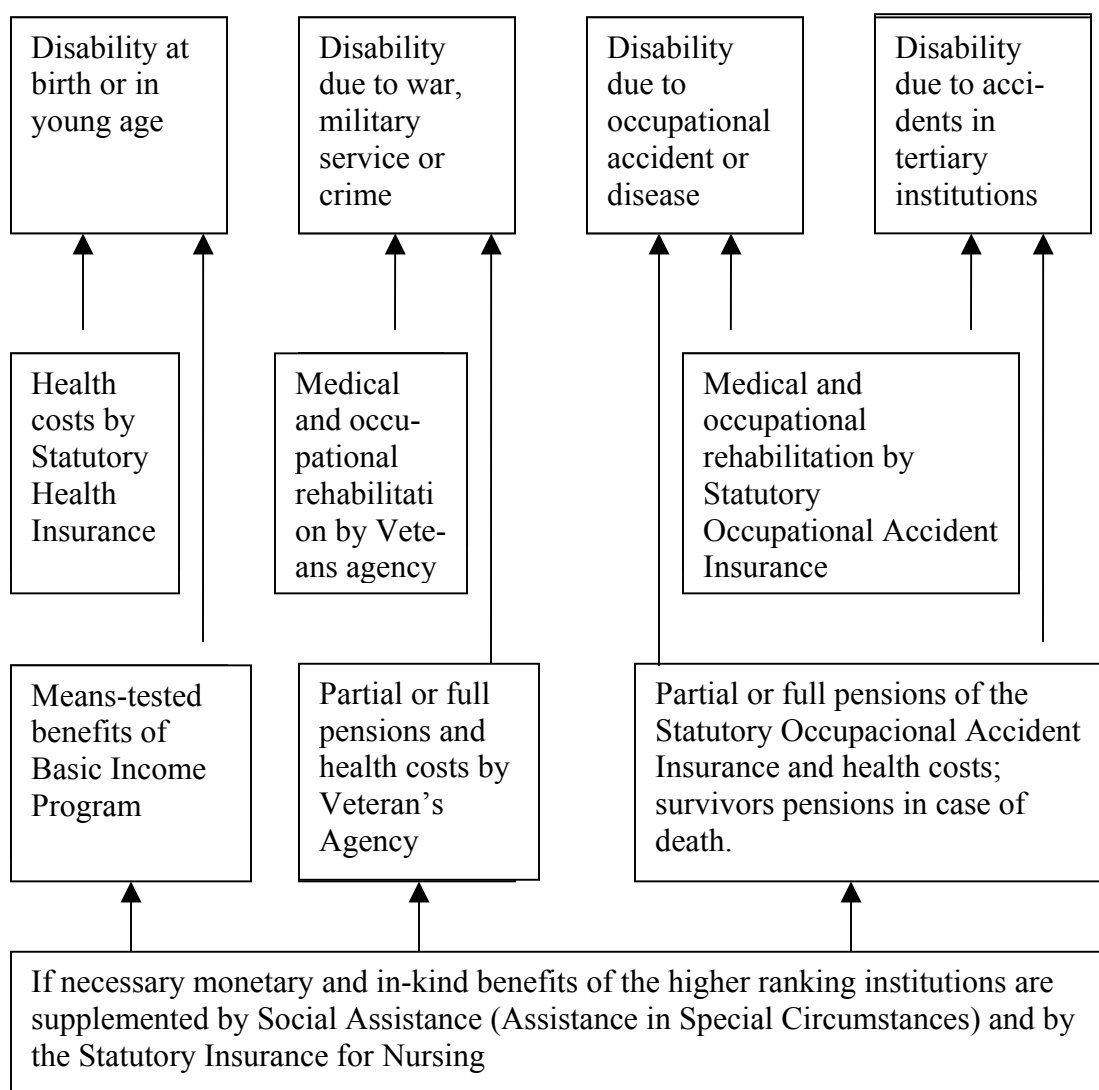 Disability at
birth or in
young age
Disability
due to war,
military
service or
crime
Disability
due to
occupational
accident or
disease
Disability
due to acci-
dents in
tertiary
institutions
Health
costs by
Statutory
Health
Insurance
Medical
and occu-
pational
rehabilitati
on by Vete-
ans agency
Medical and
occupational
rehabilitation by
Statutory
Occupational Accident
Insurance
Means-tested
benefits of
Basic Income
Program
Partial or full
pensions and
health costs by
Veteran’s
Agency
Partial or full pensions of the
Statutory Occupacional Accident
Insurance and health costs;
survivors pensions in case of
death.
If necessary monetary and in-kind benefits of the higher ranking institutions are
supplemented by Social Assistance (Assistance in Special Circumstances) and by
the Statutory Insurance for Nursing